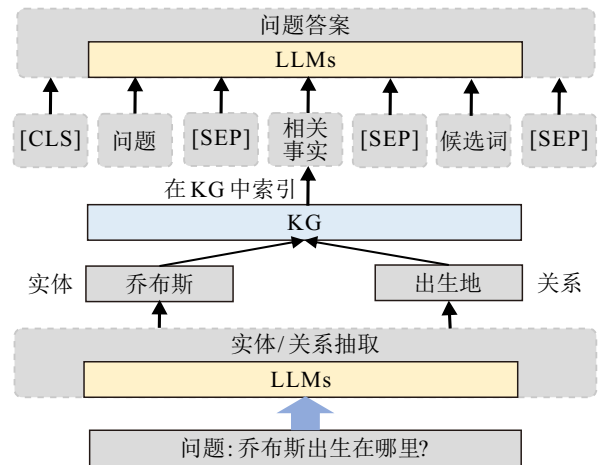 问题答案
LLMs
[CLS]
问题
[SEP]
相关
事实
[SEP]
候选词
[SEP]
在KG中索引
KG
实体
乔布斯
出生地
关系
实体/关系抽取
LLMs
问题:乔布斯出生在哪里?